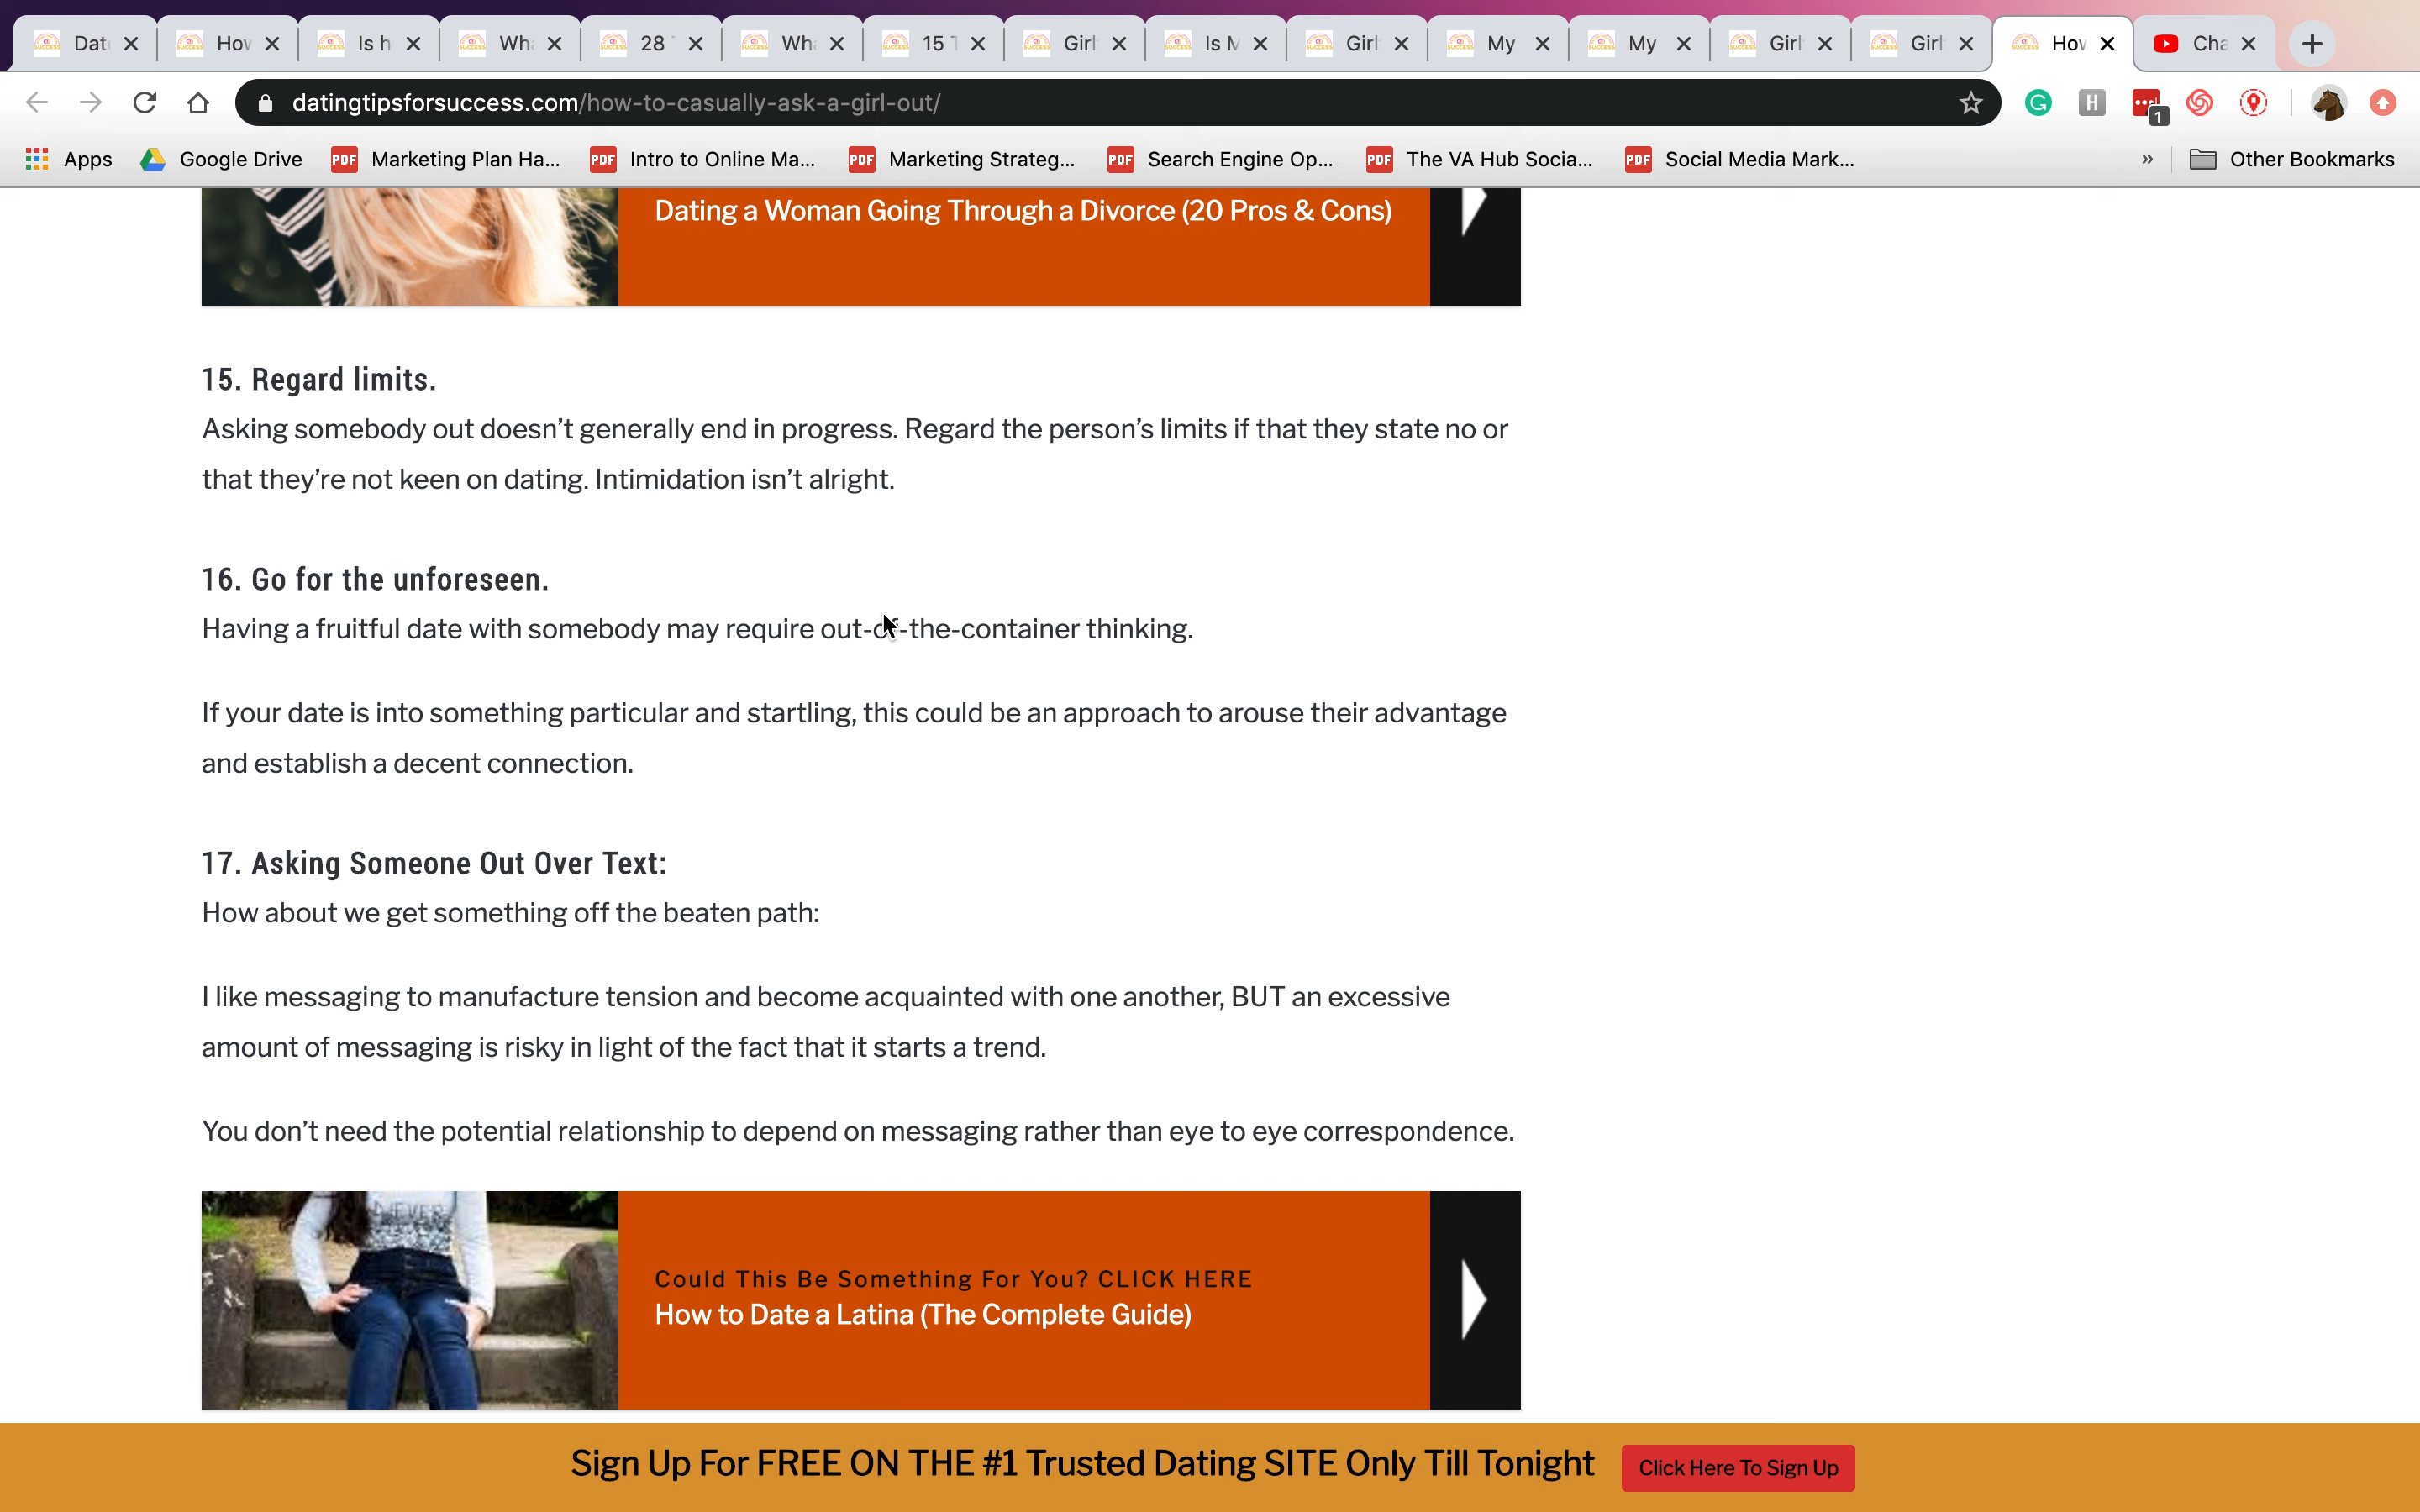 Dat How Is h Wh 28 Wh 15 T Girl Is M Girl My My Girl Girl How Cha
datingtipsforsuccess.com/how-to-casually-ask-a-girl-out/
H 1
Apps Google Drive PDF Marketing Plan Ha... PDF Intro to Online Ma... PDF Marketing Strateg... PDF Search Engine Op... PDF The VA Hub Socia... PDF Social Media Mark... » Other Bookmarks
Dating a Woman Going Through a Divorce (20 Pros & Cons)
15. Regard limits.
Asking somebody out doesn’t generally end in progress. Regard the person’s limits if that they state no or
that they’re not keen on dating. Intimidation isn’t alright.
16. Go for the unforeseen.
Having a fruitful date with somebody may require out-of-the-container thinking.
If your date is into something particular and startling, this could be an approach to arouse their advantage
and establish a decent connection.
17. Asking Someone Out Over Text:
How about we get something off the beaten path:
I like messaging to manufacture tension and become acquainted with one another, BUT an excessive
amount of messaging is risky in light of the fact that it starts a trend.
You don’t need the potential relationship to depend on messaging rather than eye to eye correspondence.
Could This Be Something For You? CLICK HERE
How to Date a Latina (The Complete Guide)
Sign Up For FREE ON THE #1 Trusted Dating SITE Only Till Tonight Click Here To Sign Up